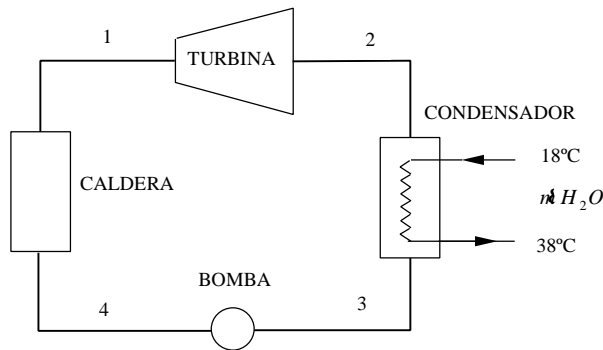 1
2
TURBINA
CONDENSADOR
18ºC
CALDERA
H₂O
38ºC
BOMBA
4
3